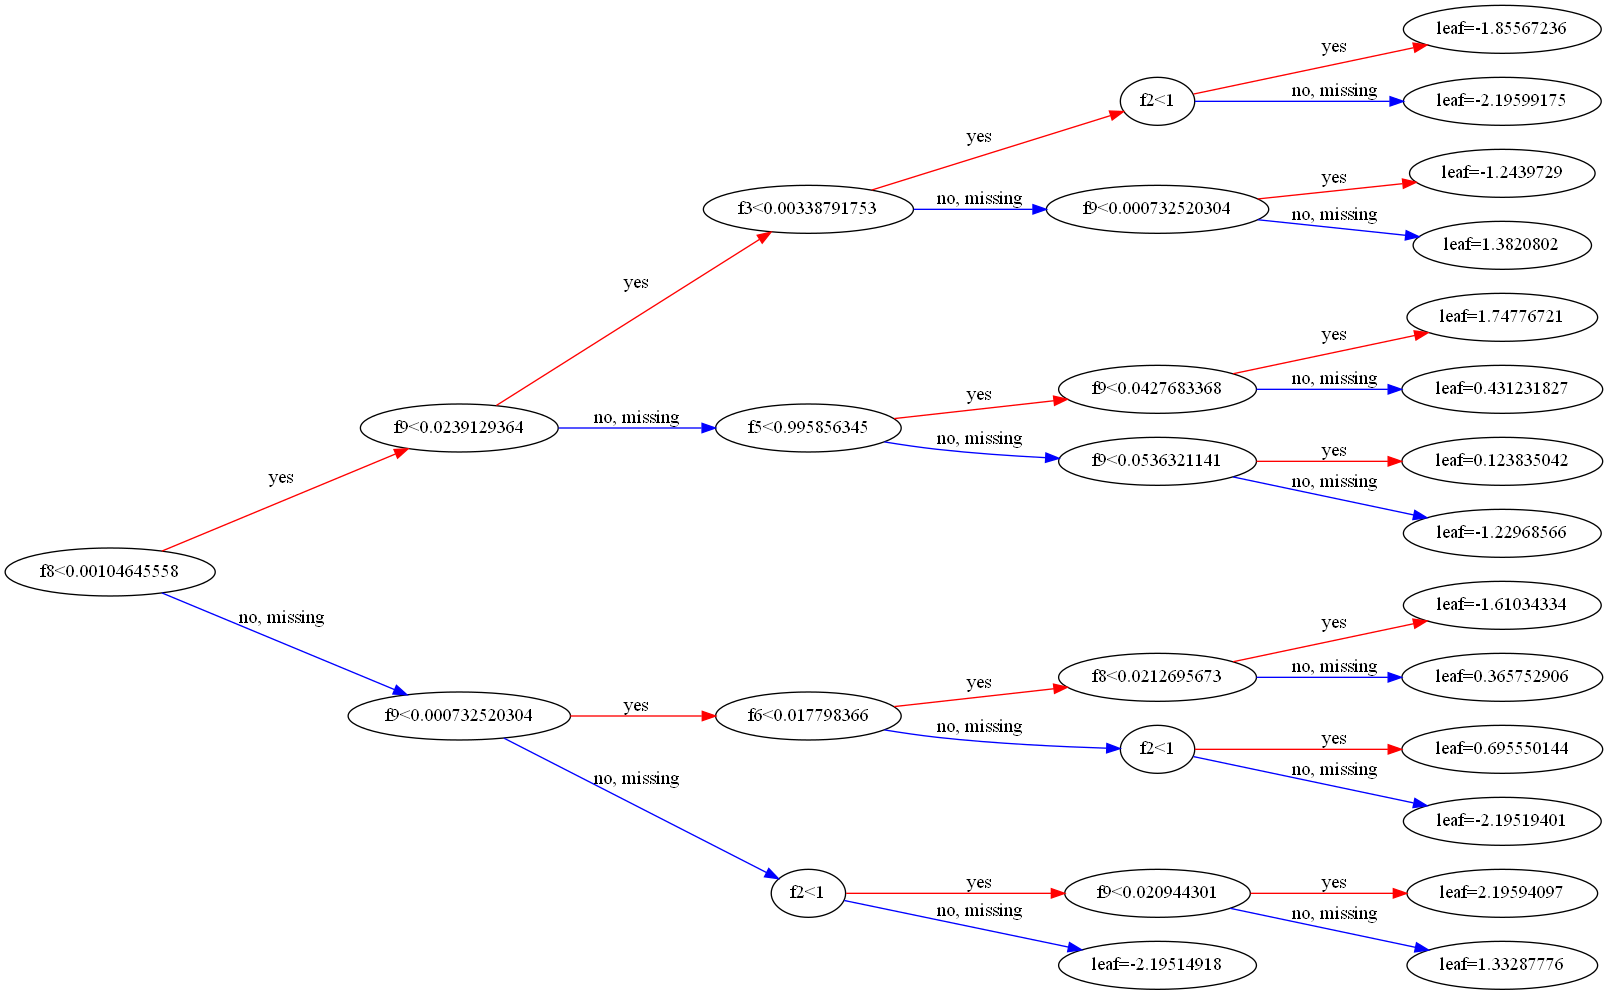 leaf=-1.85567236
yes
f2<1
no, missing
leaf=-2.19599175
yes
leaf=-1.2439729
yes
f3<0.00338791753
no, missing
f9<0.000732520304
no, missing
leaf=1.3820802
yes
leaf=1.74776721
yes
f9<0.0427683368
no, missing
leaf=0.431231827
yes
f9<0.0239129364
no, missing
f5<0.995856345
no, missing
f9<0.0536321141
yes
leaf=0.123835042
no, missing
leaf=-1.22968566
yes
f8<0.00104645558
no, missing
leaf=-1.61034334
yes
f8<0.0212695673
no, missing
leaf=0.365752906
yes
f9<0.000732520304
yes
f6<0.017798366
no, missing
f2<1
yes
leaf=0.695550144
no, missing
leaf=-2.19519401
no, missing
f2<1
yes
f9<0.020944301
yes
leaf=2.19594097
no, missing
leaf=-2.19514918
no, missing
leaf=1.33287776